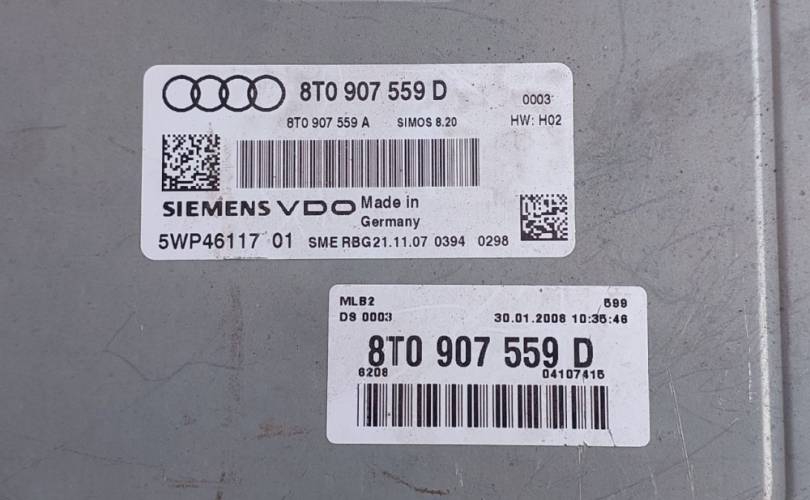 8T0 907 559 D
0003
8T0 907 559 A SIMOS 8.20 HW: H02
SIEMENS VDO Made in
Germany
5WP46117 01 SME RBG21.11.07 0394 0298
MLB2 599
DS 0003 30.01.2008 10:35:46
8T0 907 559 D
6208 04107415